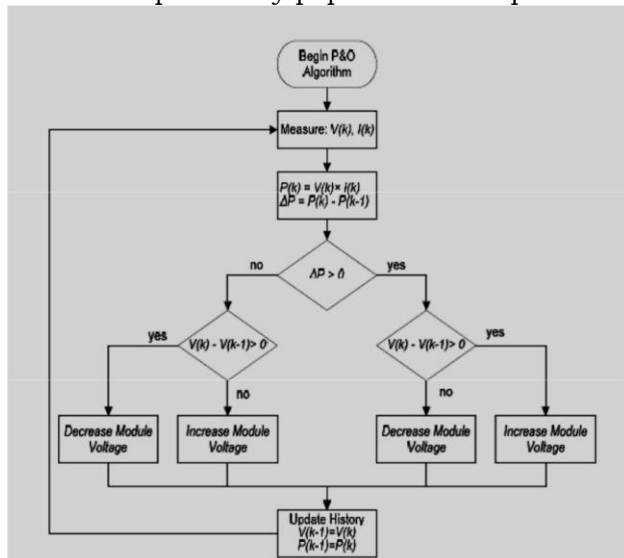 Begin P&O
Algorithm
Measure: V(k), I(k)
P(k) = V(k)× I(k)
ΔP = P(k) - P(k-1)
no
ΔP > 0
yes
yes
V(k) - V(k-1)> 0
V(k) - V(k-1)> 0
yes
no
no
Decrease Module
Voltage
Increase Module
Voltage
Decrease Module
Voltage
Increase Module
Voltage
Update History
V(k-1)=V(k)
P(k-1)=P(k)